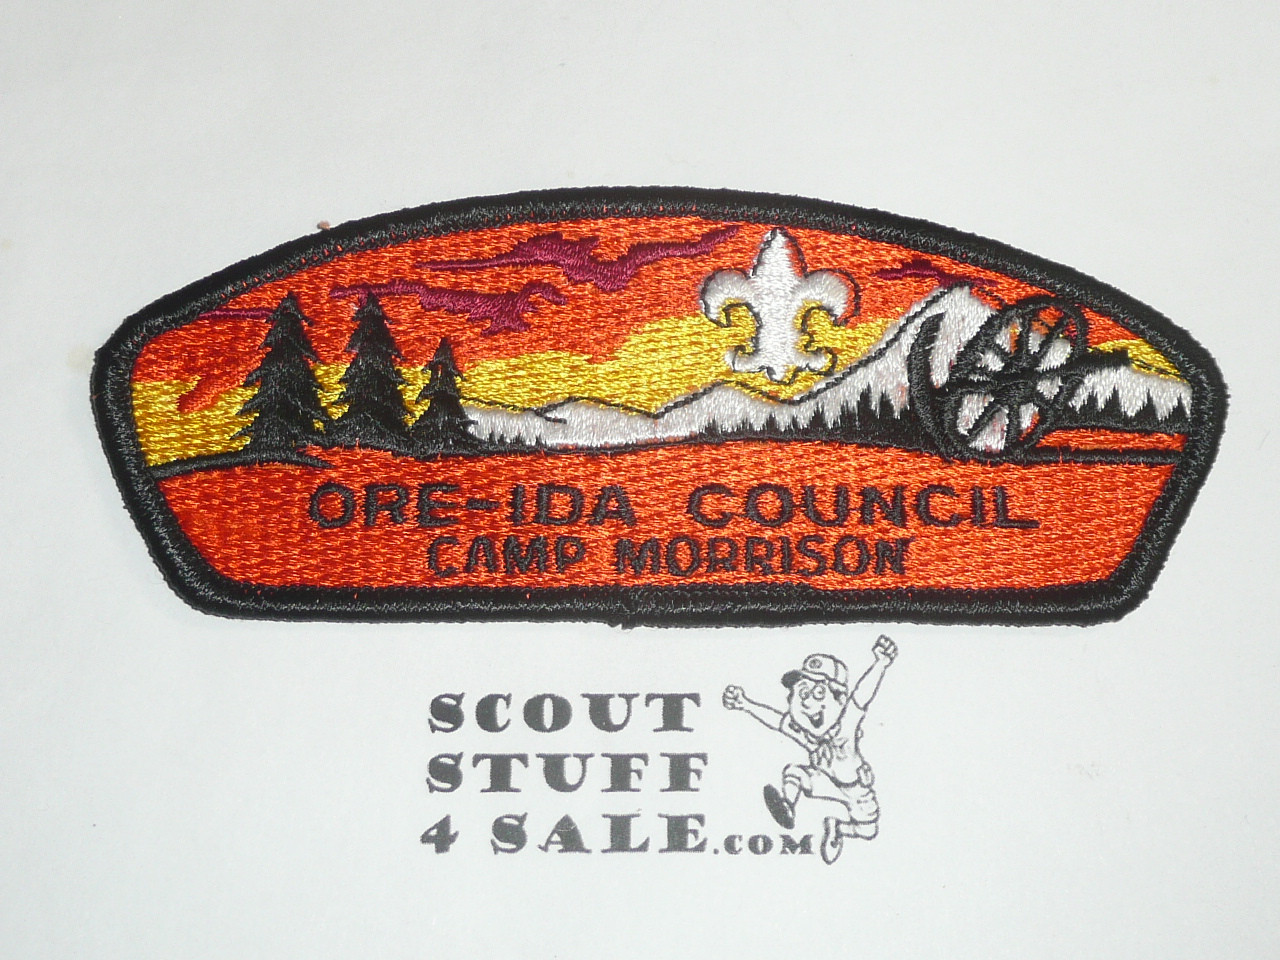 ORE-IDA COUNCIL
CAMP MORRISON
SCOUT
STUFF
4 SALE.COM